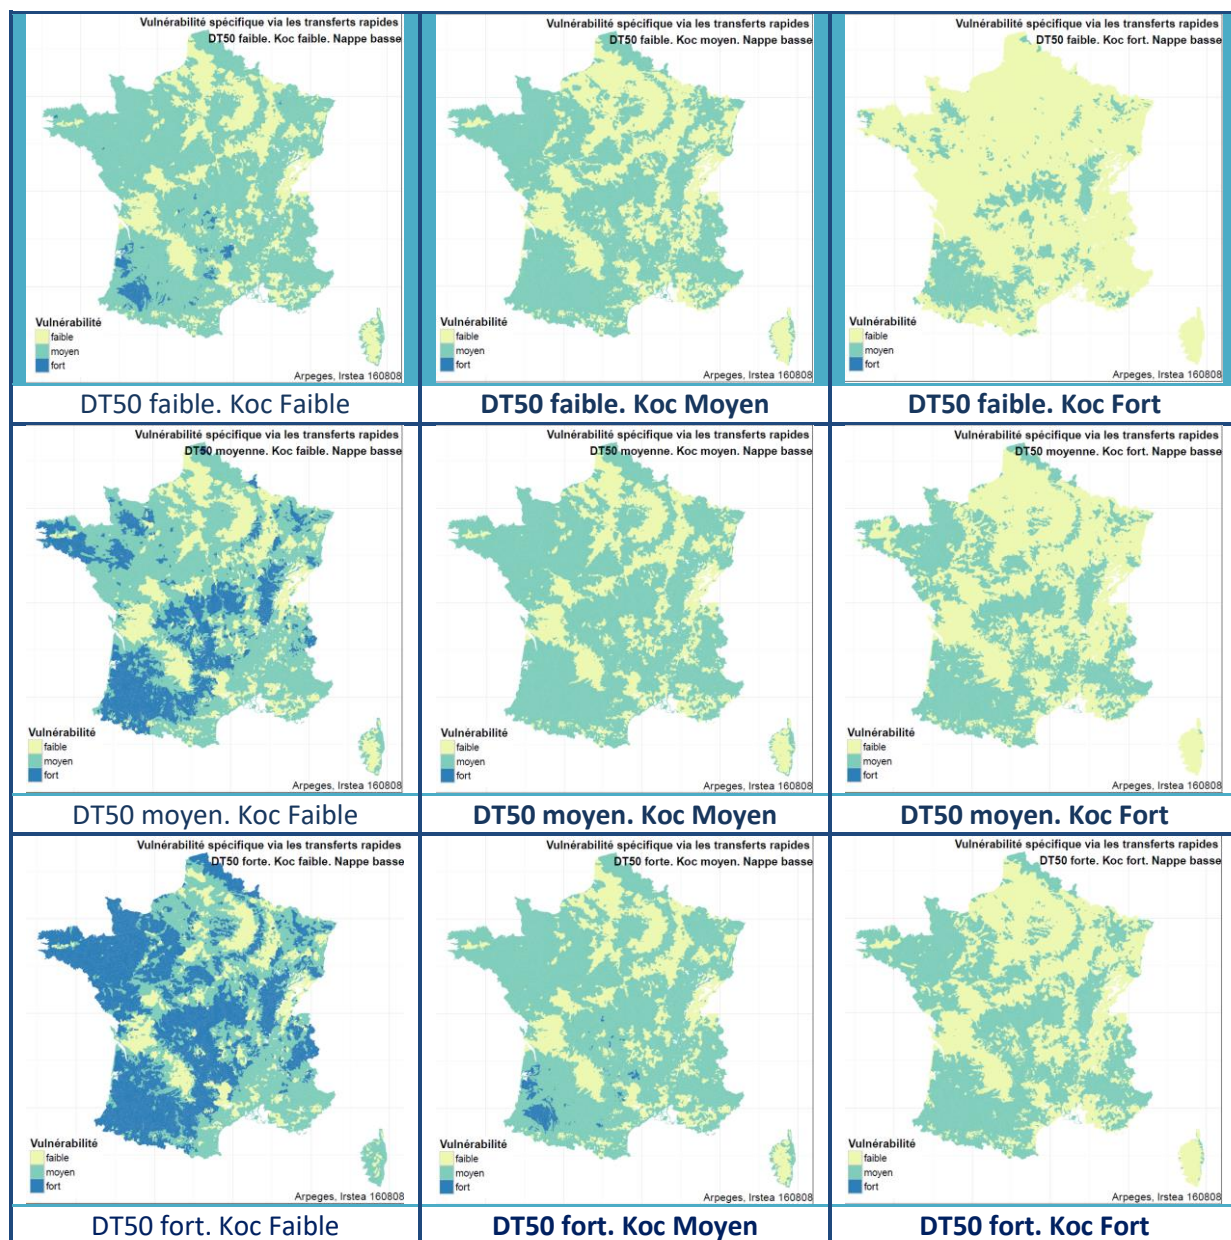 Vulnérabilité spécifique via les transferts rapides
DT50 faible. Koc faible. Nappe basse
Vulnérabilité
faible
moyen
fort
Arpeges, Irstea 160808
DT50 faible. Koc Faible
Vulnérabilité spécifique via les transferts rapides
DT50 faible. Koc moyen. Nappe basse
Vulnérabilité
faible
moyen
fort
Arpeges, Irstea 160808
DT50 faible. Koc Moyen
Vulnérabilité spécifique via les transferts rapides
DT50 faible. Koc fort. Nappe basse
Vulnérabilité
faible
moyen
fort
Arpeges, Irstea 160808
DT50 faible. Koc Fort
Vulnérabilité spécifique via les transferts rapides
DT50 moyenne. Koc faible. Nappe basse
Vulnérabilité
faible
moyen
fort
Arpeges, Irstea 160808
DT50 moyen. Koc Faible
Vulnérabilité spécifique via les transferts rapides
DT50 moyenne. Koc moyen. Nappe basse
Vulnérabilité
faible
moyen
fort
Arpeges, Irstea 160808
DT50 moyen. Koc Moyen
Vulnérabilité spécifique via les transferts rapides
DT50 moyenne. Koc fort. Nappe basse
Vulnérabilité
faible
moyen
fort
Arpeges, Irstea 160808
DT50 moyen. Koc Fort
Vulnérabilité spécifique via les transferts rapides
DT50 forte. Koc faible. Nappe basse
Vulnérabilité
faible
moyen
fort
Arpeges, Irstea 160808
DT50 fort. Koc Faible
Vulnérabilité spécifique via les transferts rapides
DT50 forte. Koc moyen. Nappe basse
Vulnérabilité
faible
moyen
fort
Arpeges, Irstea 160808
DT50 fort. Koc Moyen
Vulnérabilité spécifique via les transferts rapides
DT50 forte. Koc fort. Nappe basse
Vulnérabilité
faible
moyen
fort
Arpeges, Irstea 160808
DT50 fort. Koc Fort